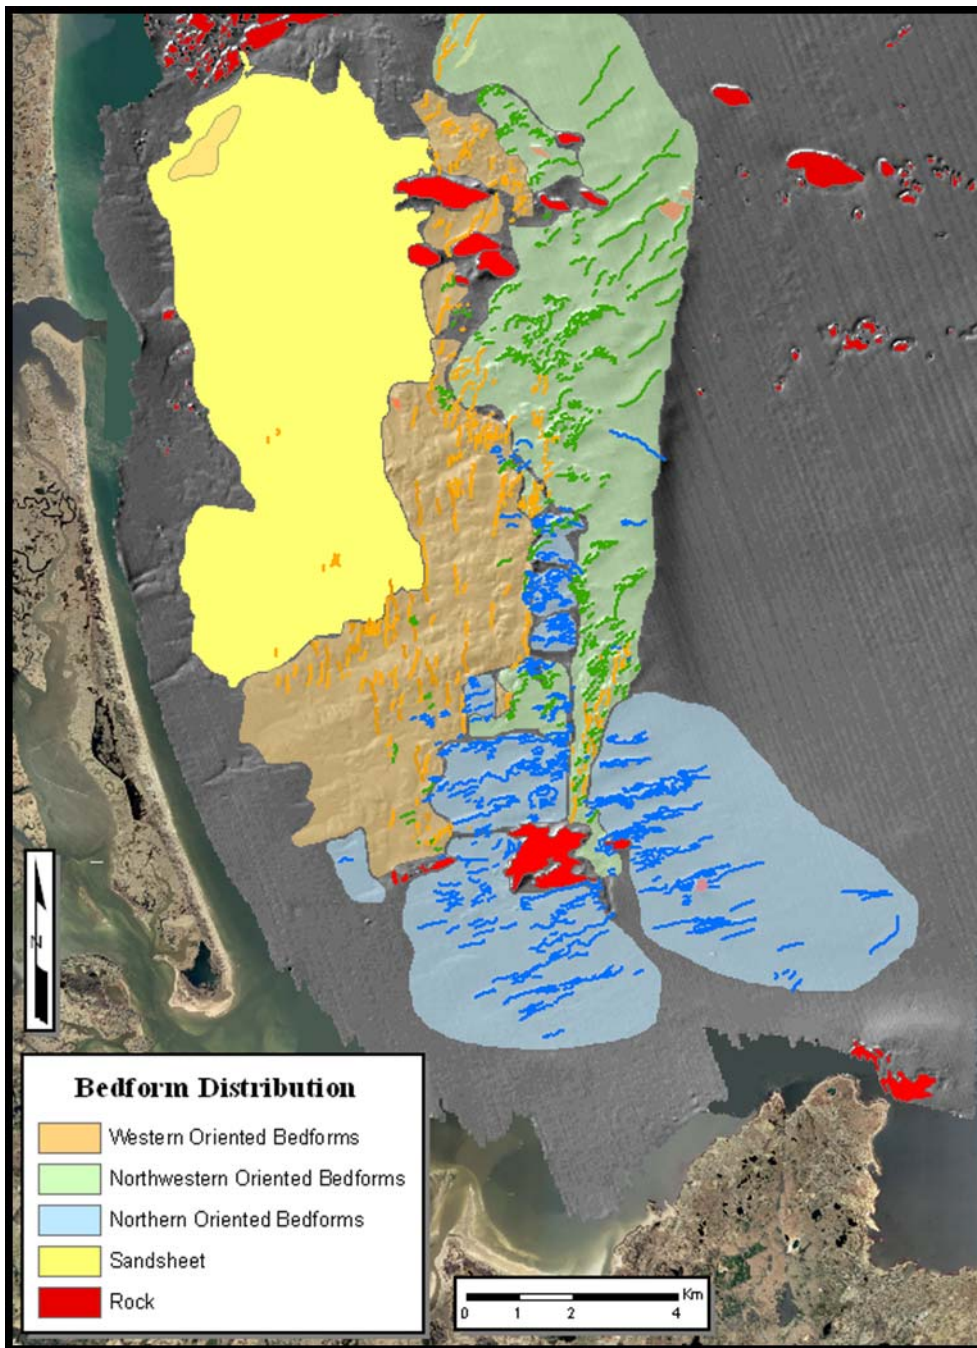 N
Bedform Distribution
Western Oriented Bedforms
Northwestern Oriented Bedforms
Northern Oriented Bedforms
Sandsheet
Rock
Km
0 1 2 4